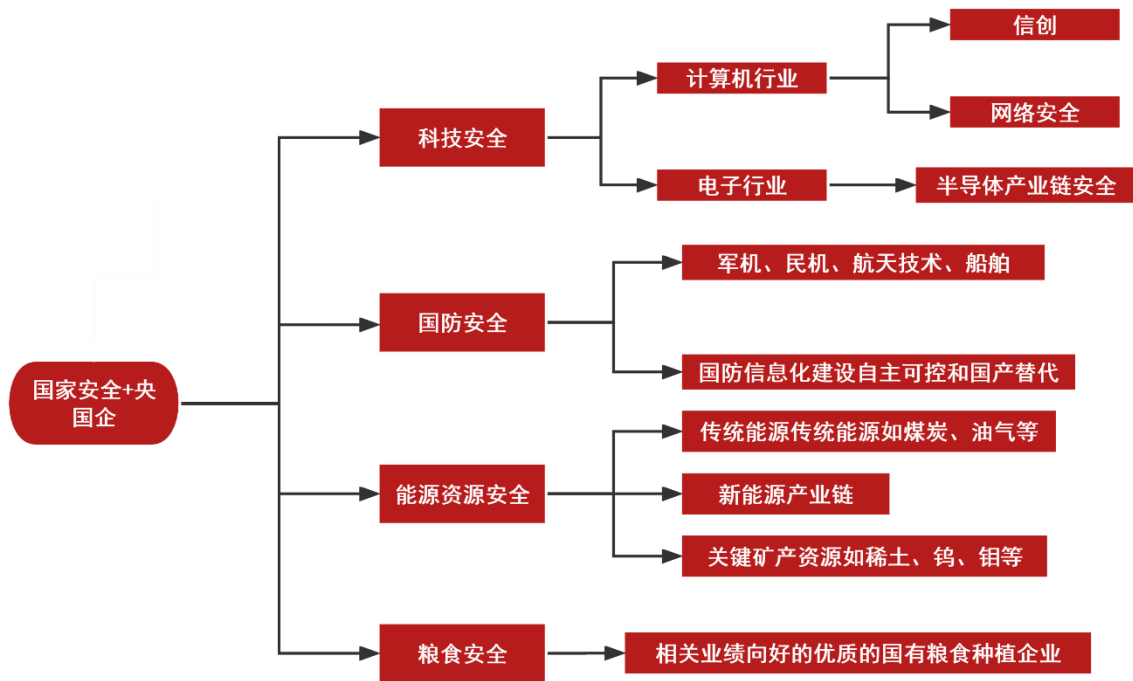 信创
计算机行业
网络安全
科技安全
电子行业
半导体产业链安全
军机、民机、航天技术、船舶
国防安全
国防信息化建设自主可控和国产替代
国家安全+央
国企
传统能源传统能源如煤炭、油气等
能源资源安全
新能源产业链
关键矿产资源如稀土、钨、钼等
粮食安全
相关业绩向好的优质的国有粮食种植企业